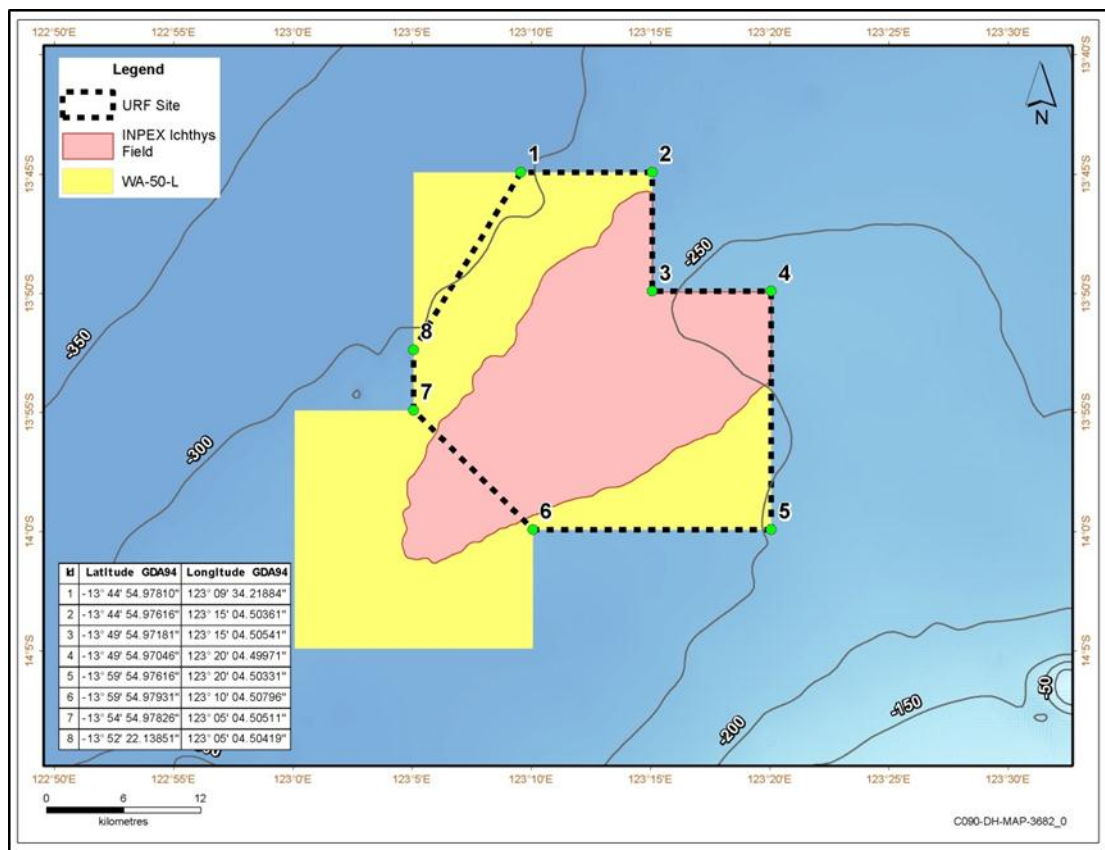 122°50'E 122°55'E 123°0'E 123°5'E 123°10'E 123°15'E 123°20'E 123°25'E 123°30'E
Legend
URF Site
INPEX Ichthys
Field
WA-50-L
N
13°40'S
13°40'S
1
2
13°45'S
13°45'S
-250
3
4
13°50'S
13°50'S
-350
8
7
13°55'S
13°55'S
-300
6
5
14°0'S
14°0'S
Id Latitude GDA94 Longitude GDA94
1 -13° 44' 54.97810" 123° 09' 34.21884"
2 -13° 44' 54.97616" 123° 15' 04.50361"
3 -13° 49' 54.97181" 123° 15' 04.50541"
4 -13° 49' 54.97046" 123° 20' 04.49971"
5 -13° 59' 54.97616" 123° 20' 04.50331"
6 -13° 59' 54.97931" 123° 10' 04.50796"
7 -13° 54' 54.97826" 123° 05' 04.50511"
8 -13° 52' 22.13851" 123° 05' 04.50419"
14°5'S
14°5'S
-50
-150
-200
122°50'E 122°55'E 123°0'E 123°5'E 123°10'E 123°15'E 123°20'E 123°25'E 123°30'E
0 6 12
kilometres
C090-DH-MAP-3682_0